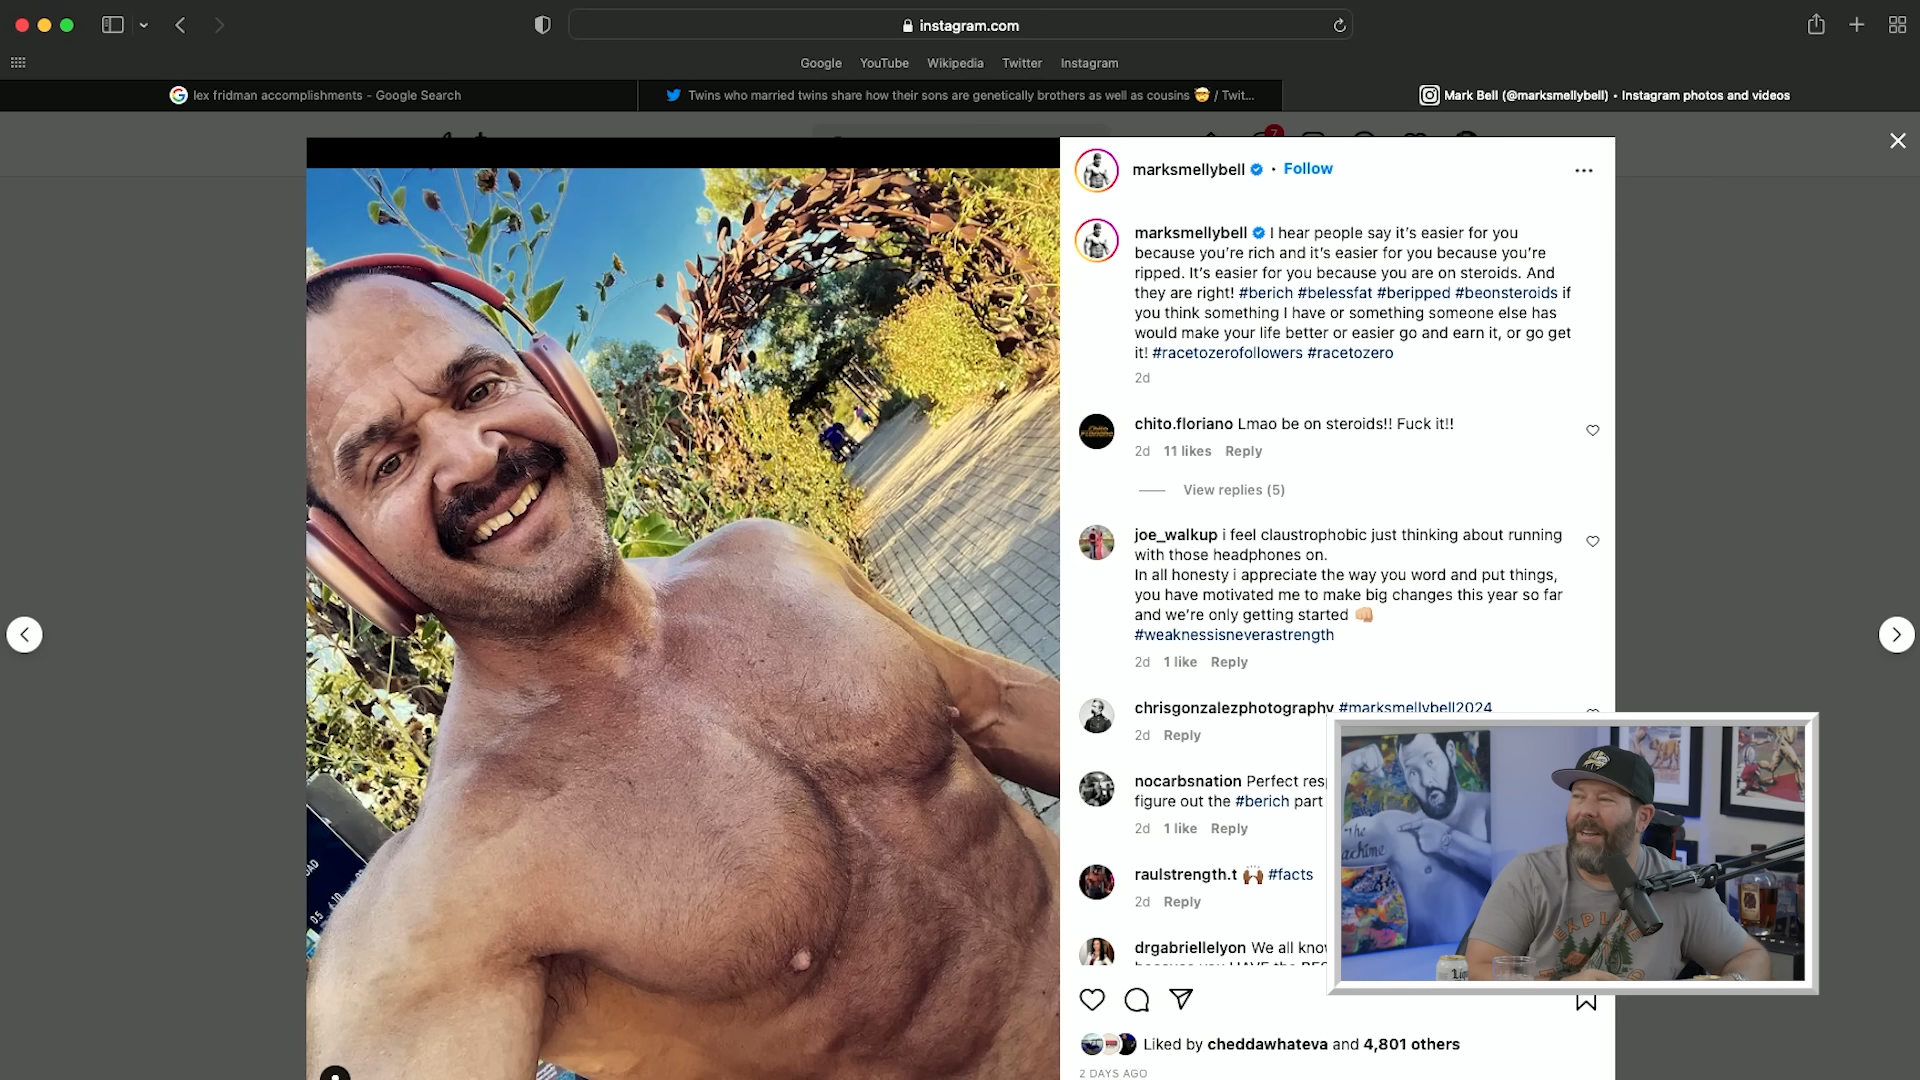 instagram.com
Google YouTube Wikipedia Twitter Instagram
lex fridman accomplishments - Google Search
Twins who married twins share how their sons are genetically brothers as well as cousins 🤯 / Twit...
Mark Bell (@marksmellybell) • Instagram photos and videos
7
marksmellybell • Follow
marksmellybell I hear people say it's easier for you
because you're rich and it's easier for you because you're
ripped. It's easier for you because you are on steroids. And
they are right! #berich #belessfat #beripped #beonsteroids if
you think something I have or something someone else has
would make your life better or easier go and earn it, or go get
it! #racetozerofollowers #racetozero
2d
chito.floriano Lmao be on steroids!! Fuck it!!
2d 11 likes Reply
View replies (5)
joe_walkup i feel claustrophobic just thinking about running
with those headphones on.
In all honesty i appreciate the way you word and put things,
you have motivated me to make big changes this year so far
and we're only getting started 👊🏼
#weaknessisneverastrength
2d 1 like Reply
chrisgonzalezphotography #marksmellybell2024
2d Reply
nocarbsnation Perfect res
figure out the #berich part
2d 1 like Reply
raulstrength.t 🙌🏾 #facts
2d Reply
drgabriellelyon We all kno
Liked by cheddawhateva and 4,801 others
2 DAYS AGO
The
Machine
EXPLORE